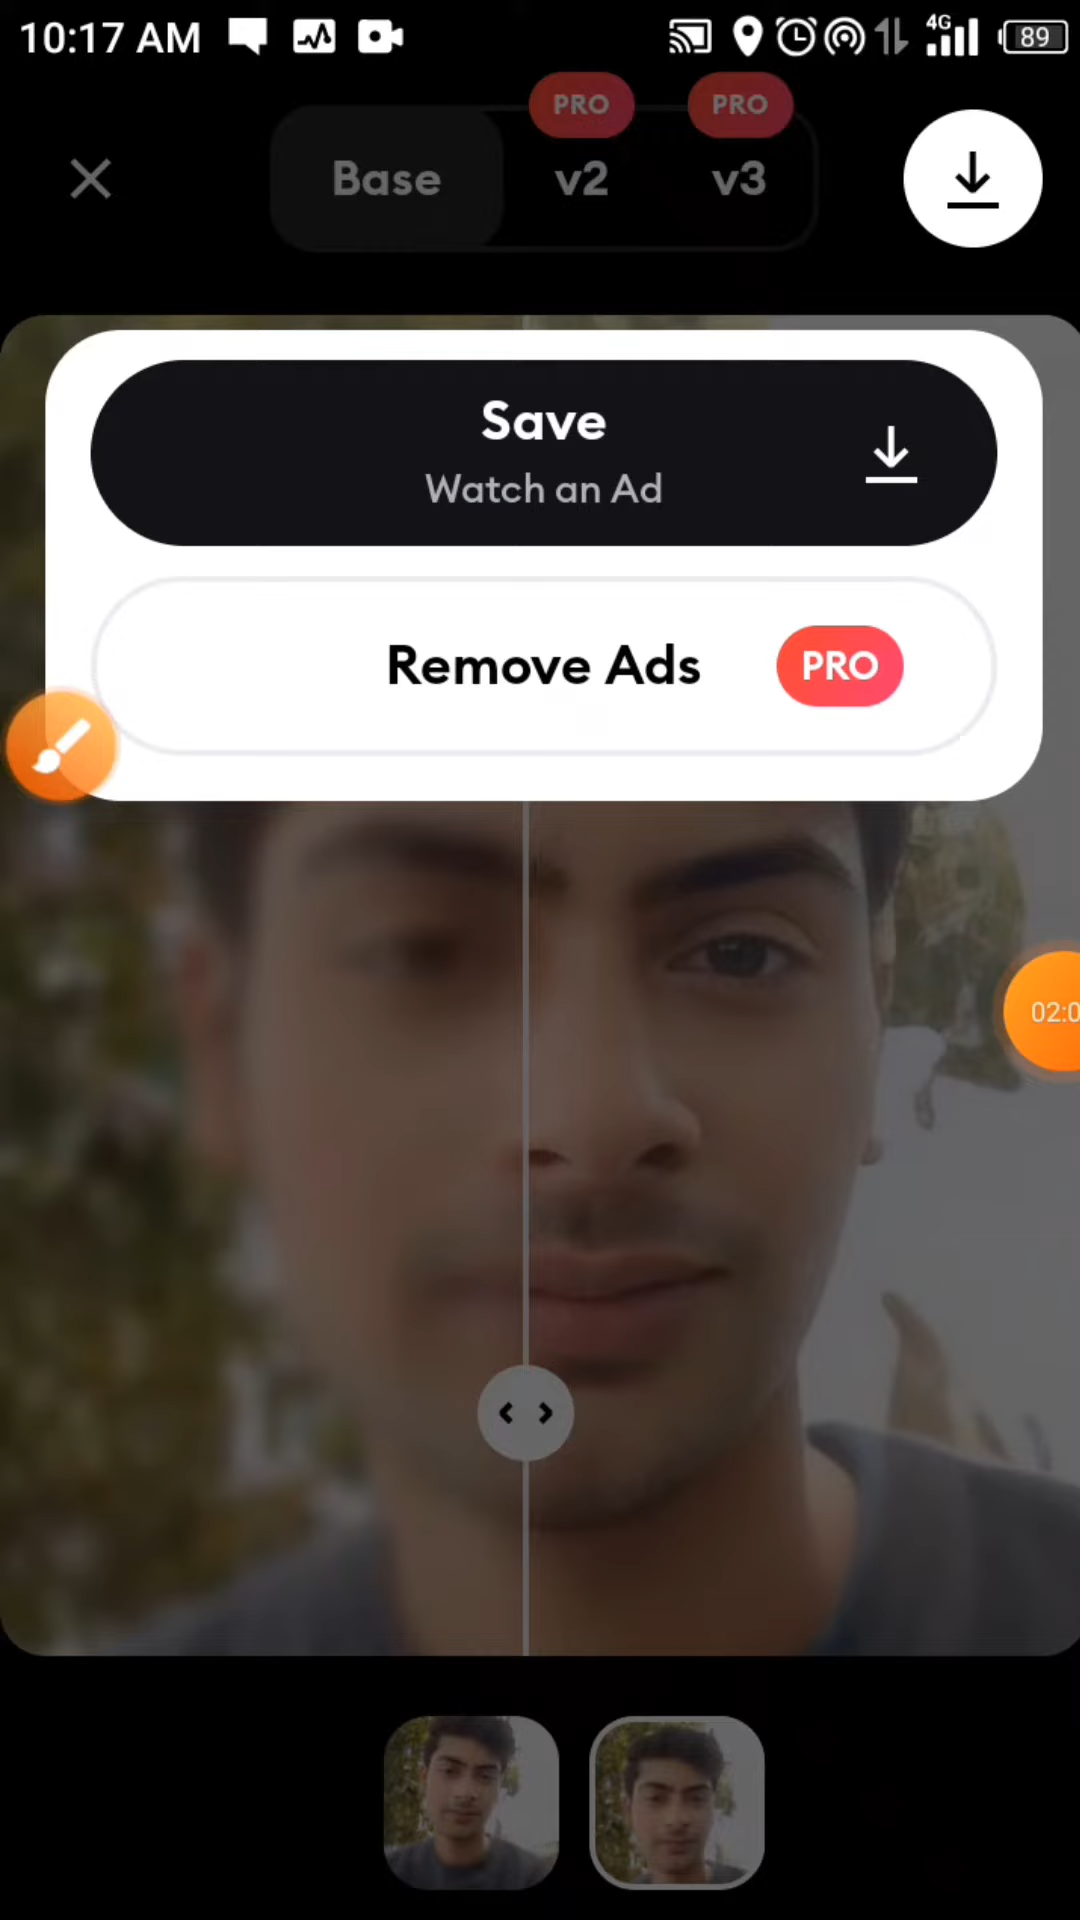 10:17 AM
4G
89
PRO
PRO
Base
v2
v3
Save
Watch an Ad
Remove Ads
PRO
02:0